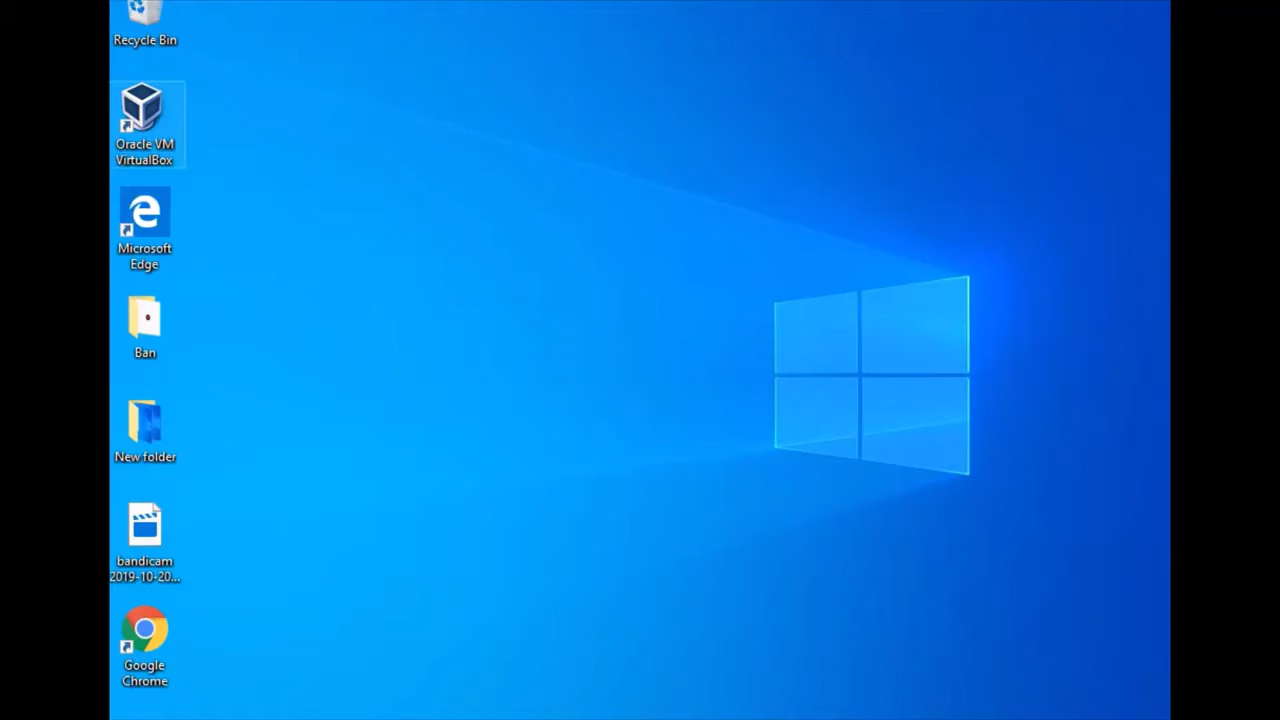 Recycle Bin
Oracle VM
VirtualBox
Microsoft
Edge
Ban
New folder
bandicam
2019-10-20...
Google
Chrome